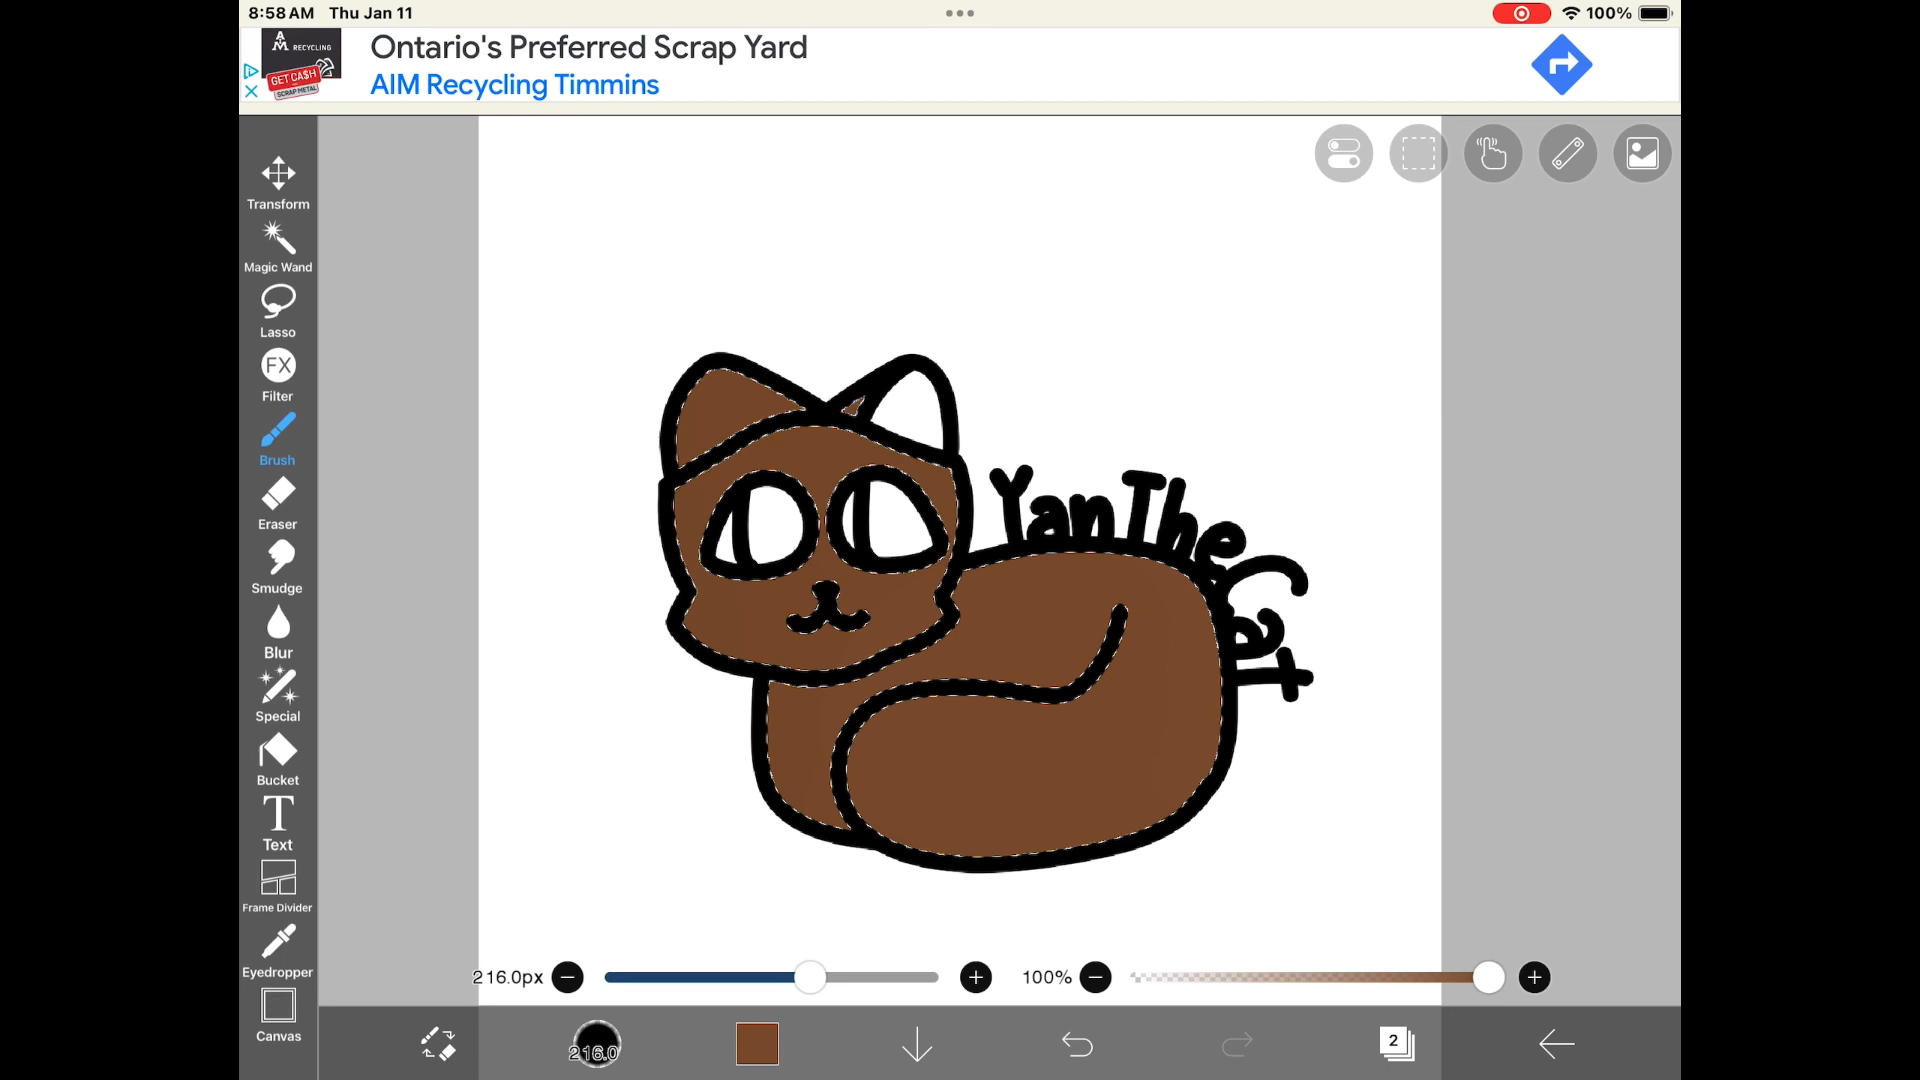 8:58 AM Thu Jan 11
100%
AIM RECYCLING
GET CA$H
SCRAP METAL
Ontario's Preferred Scrap Yard
AIM Recycling Timmins
Transform
Magic Wand
Lasso
FX
Filter
Brush
Eraser
Smudge
Blur
Special
Bucket
T
Text
Frame Divider
Eyedropper
Canvas
YanTheCat
216.0px
100%
216.0
2